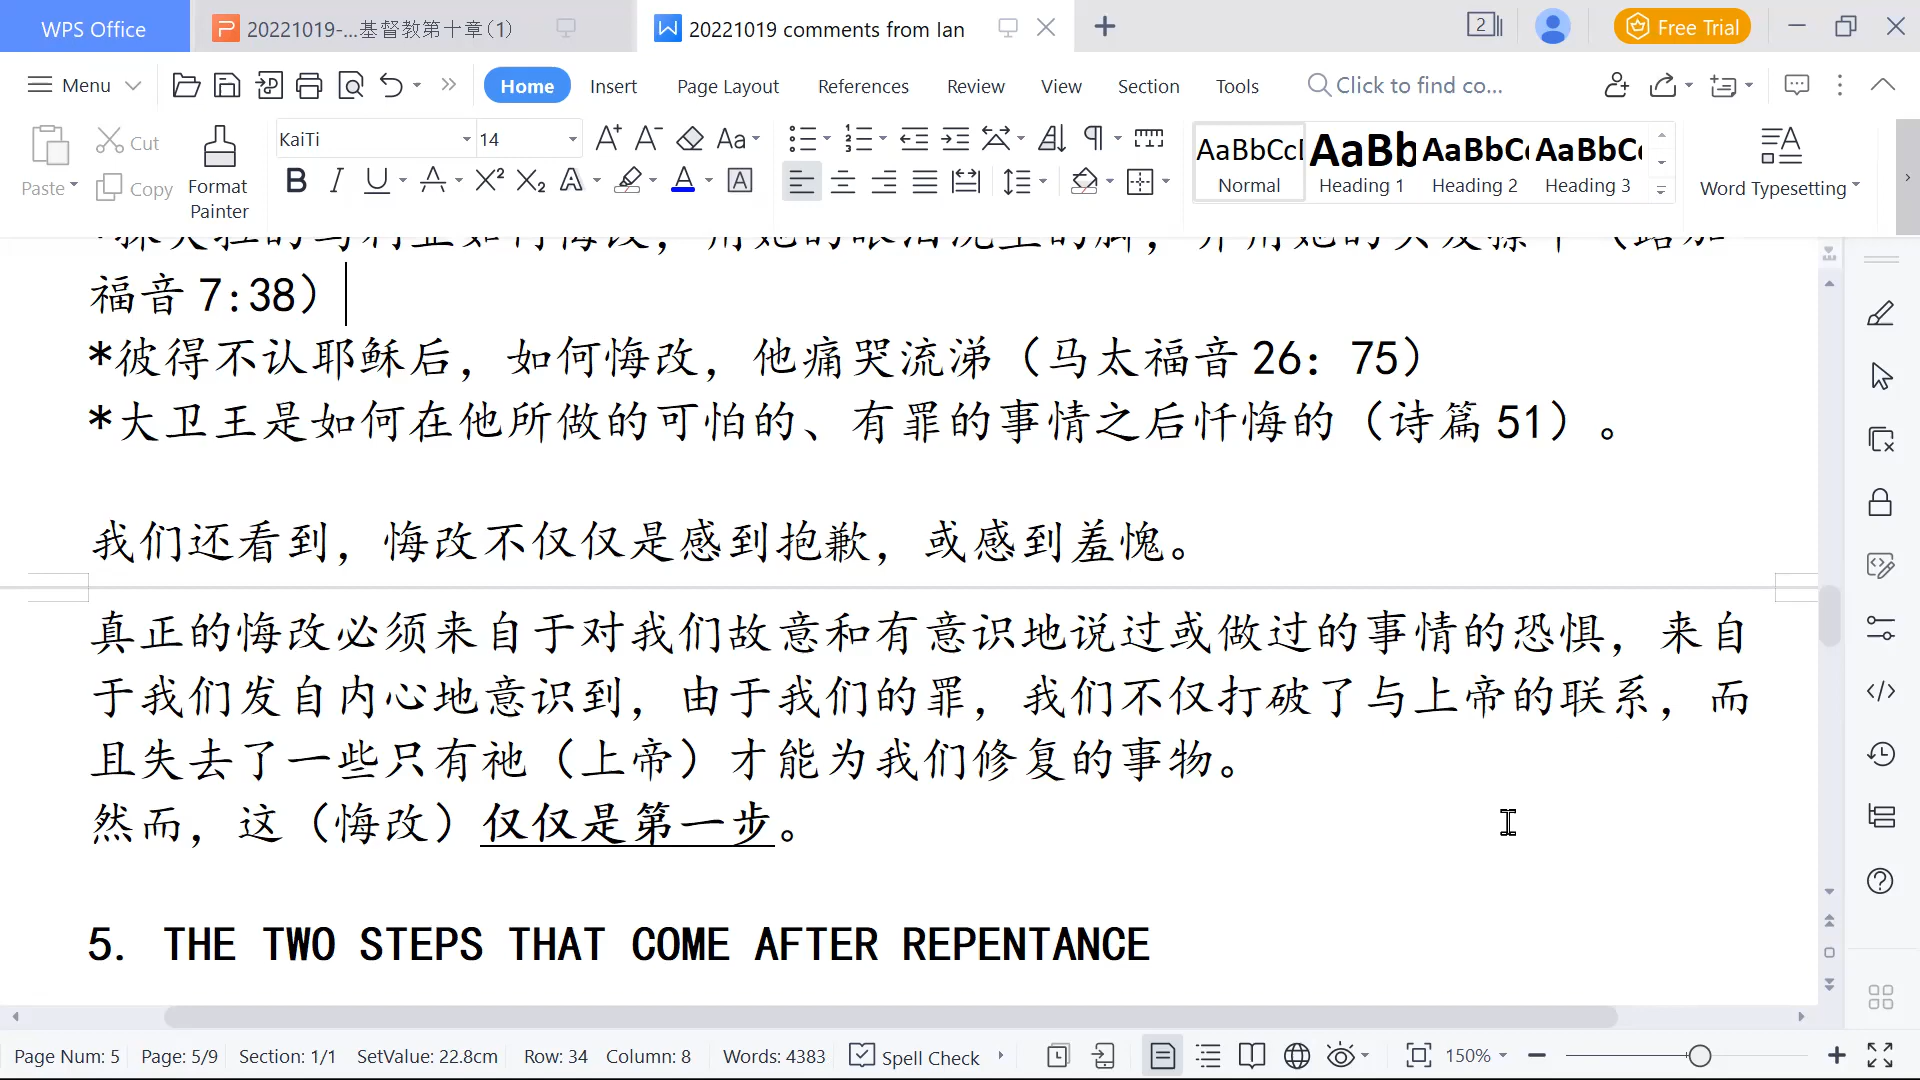 WPS Office
20221019-...基督教第十章(1)
20221019 comments from Ian
2
Free Trial
Menu
Home
Insert
Page Layout
References
Review
View
Section
Tools
Click to find co...
Paste
Cut
Copy
Format
Painter
KaiTi
14
AaBbCcI
Normal
AaBb
Heading 1
AaBbC
Heading 2
AaBbC
Heading 3
Word Typesetting
福音 7:38）
*彼得不认耶稣后，如何悔改，他痛哭流涕（马太福音 26: 75）
*大卫王是如何在他所做的可怕的、有罪的事情之后忏悔的（诗篇 51）。
我们还看到，悔改不仅仅是感到抱歉，或感到羞愧。
真正的悔改必须来自于对我们故意和有意识地说过或做过的事情的恐惧，来自
于我们发自内心地意识到，由于我们的罪，我们不仅打破了与上帝的联系，而
且失去了一些只有祂（上帝）才能为我们修复的事物。
然而，这（悔改）仅仅是第一步。
5. THE TWO STEPS THAT COME AFTER REPENTANCE
Page Num: 5
Page: 5/9
Section: 1/1
SetValue: 22.8cm
Row: 34
Column: 8
Words: 4383
Spell Check
150%